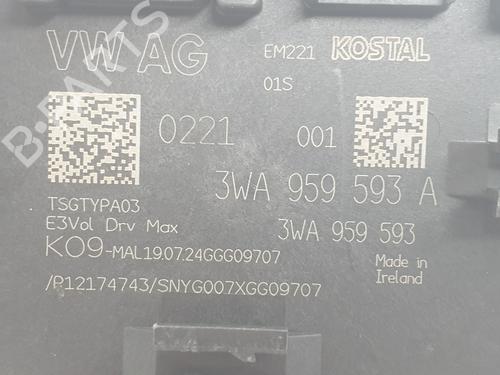 VW AG
EM221 KOSTAL
01S
0221
001
3WA 959 593 A
TSGTYPA03
E3Vol Drv Max
3WA 959 593
K09-MAL19.07.24GGG09707
Made in
Ireland
/P12174743/SNYG007XGG09707
B-PARTS